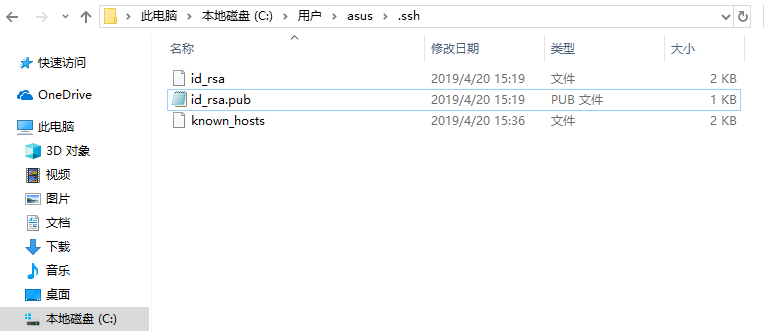 此电脑 > 本地磁盘 (C:) > 用户 > asus > .ssh
名称 修改日期 类型 大小
快速访问
OneDrive
此电脑
3D 对象
视频
图片
文档
下载
音乐
桌面
本地磁盘 (C:)
id_rsa 2019/4/20 15:19 文件 2 KB
id_rsa.pub 2019/4/20 15:19 PUB 文件 1 KB
known_hosts 2019/4/20 15:36 文件 2 KB